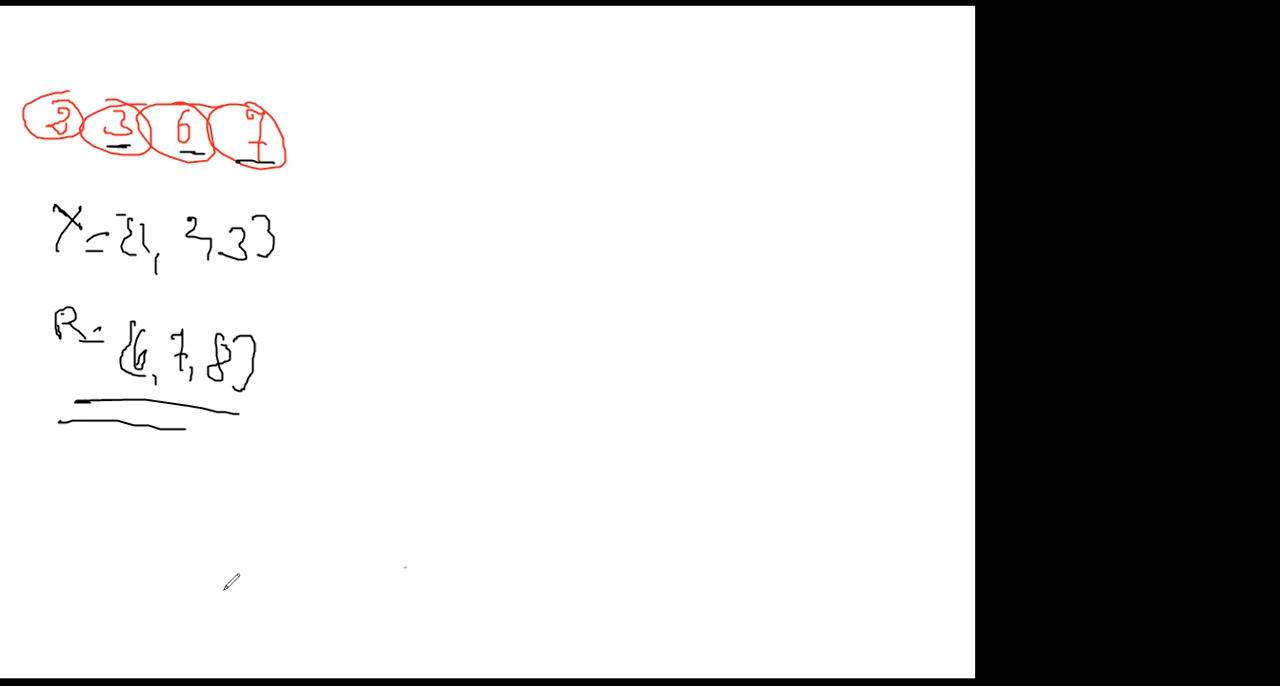 2 3 6 7
X = {1, 2, 3}
R = {6, 7, 8}